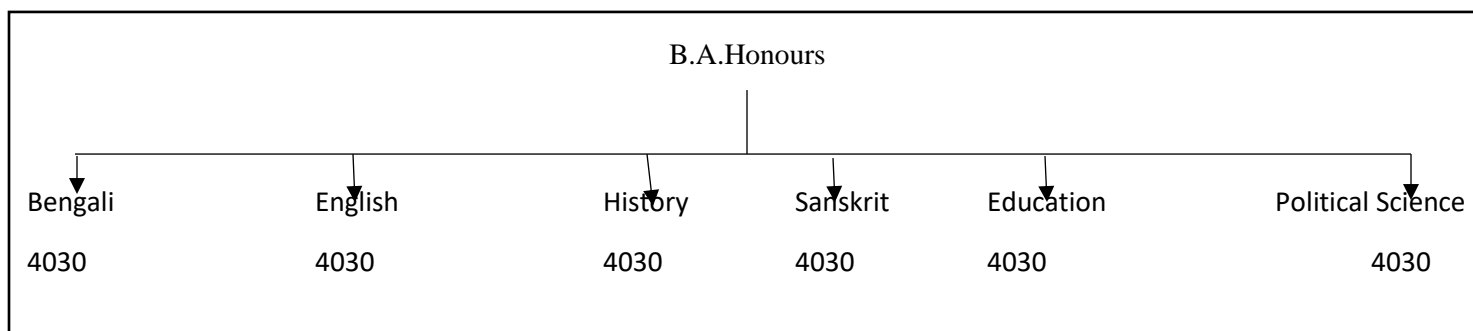 B.A.Honours
Bengali English History Sanskrit Education Political Science
4030 4030 4030 4030 4030 4030